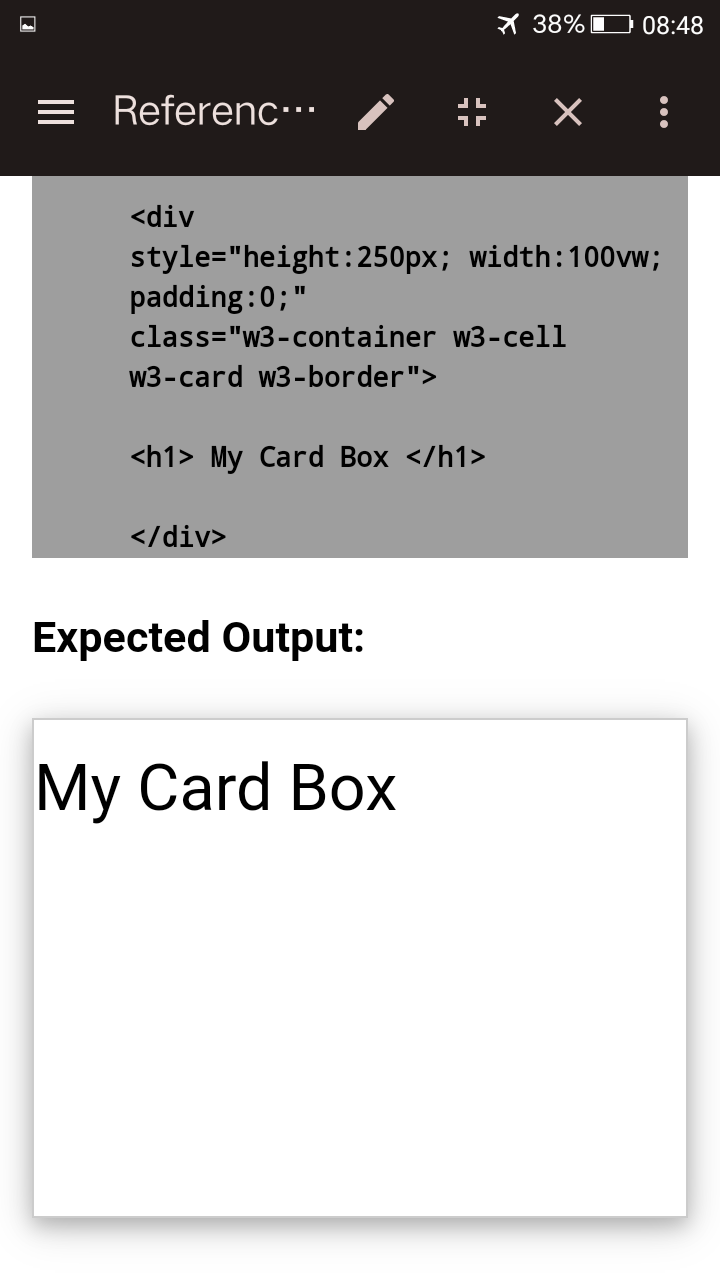 38% 08:48
Referenc...
<div
style="height:250px; width:100vw;
padding:0;"
class="w3-container w3-cell
w3-card w3-border">
<h1> My Card Box </h1>
</div>
Expected Output:
My Card Box